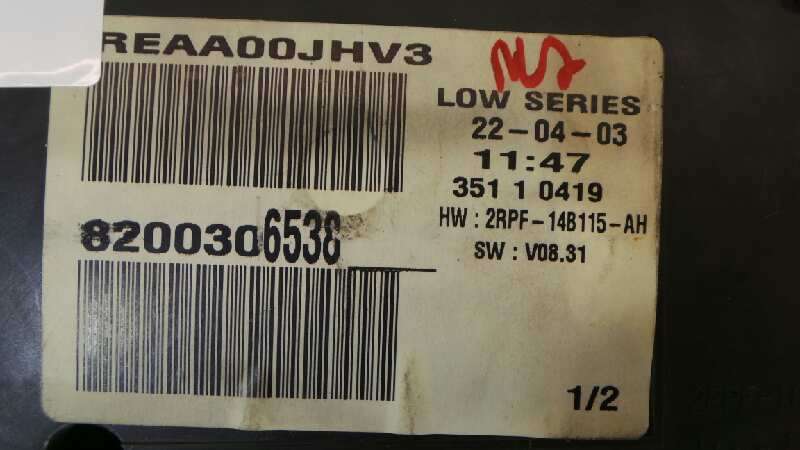 REAA00JHV3
LOW SERIES
22-04-03
11:47
351 1 0419
HW : 2RPF-14B115-AH
SW : V08.31
8200306538
1/2